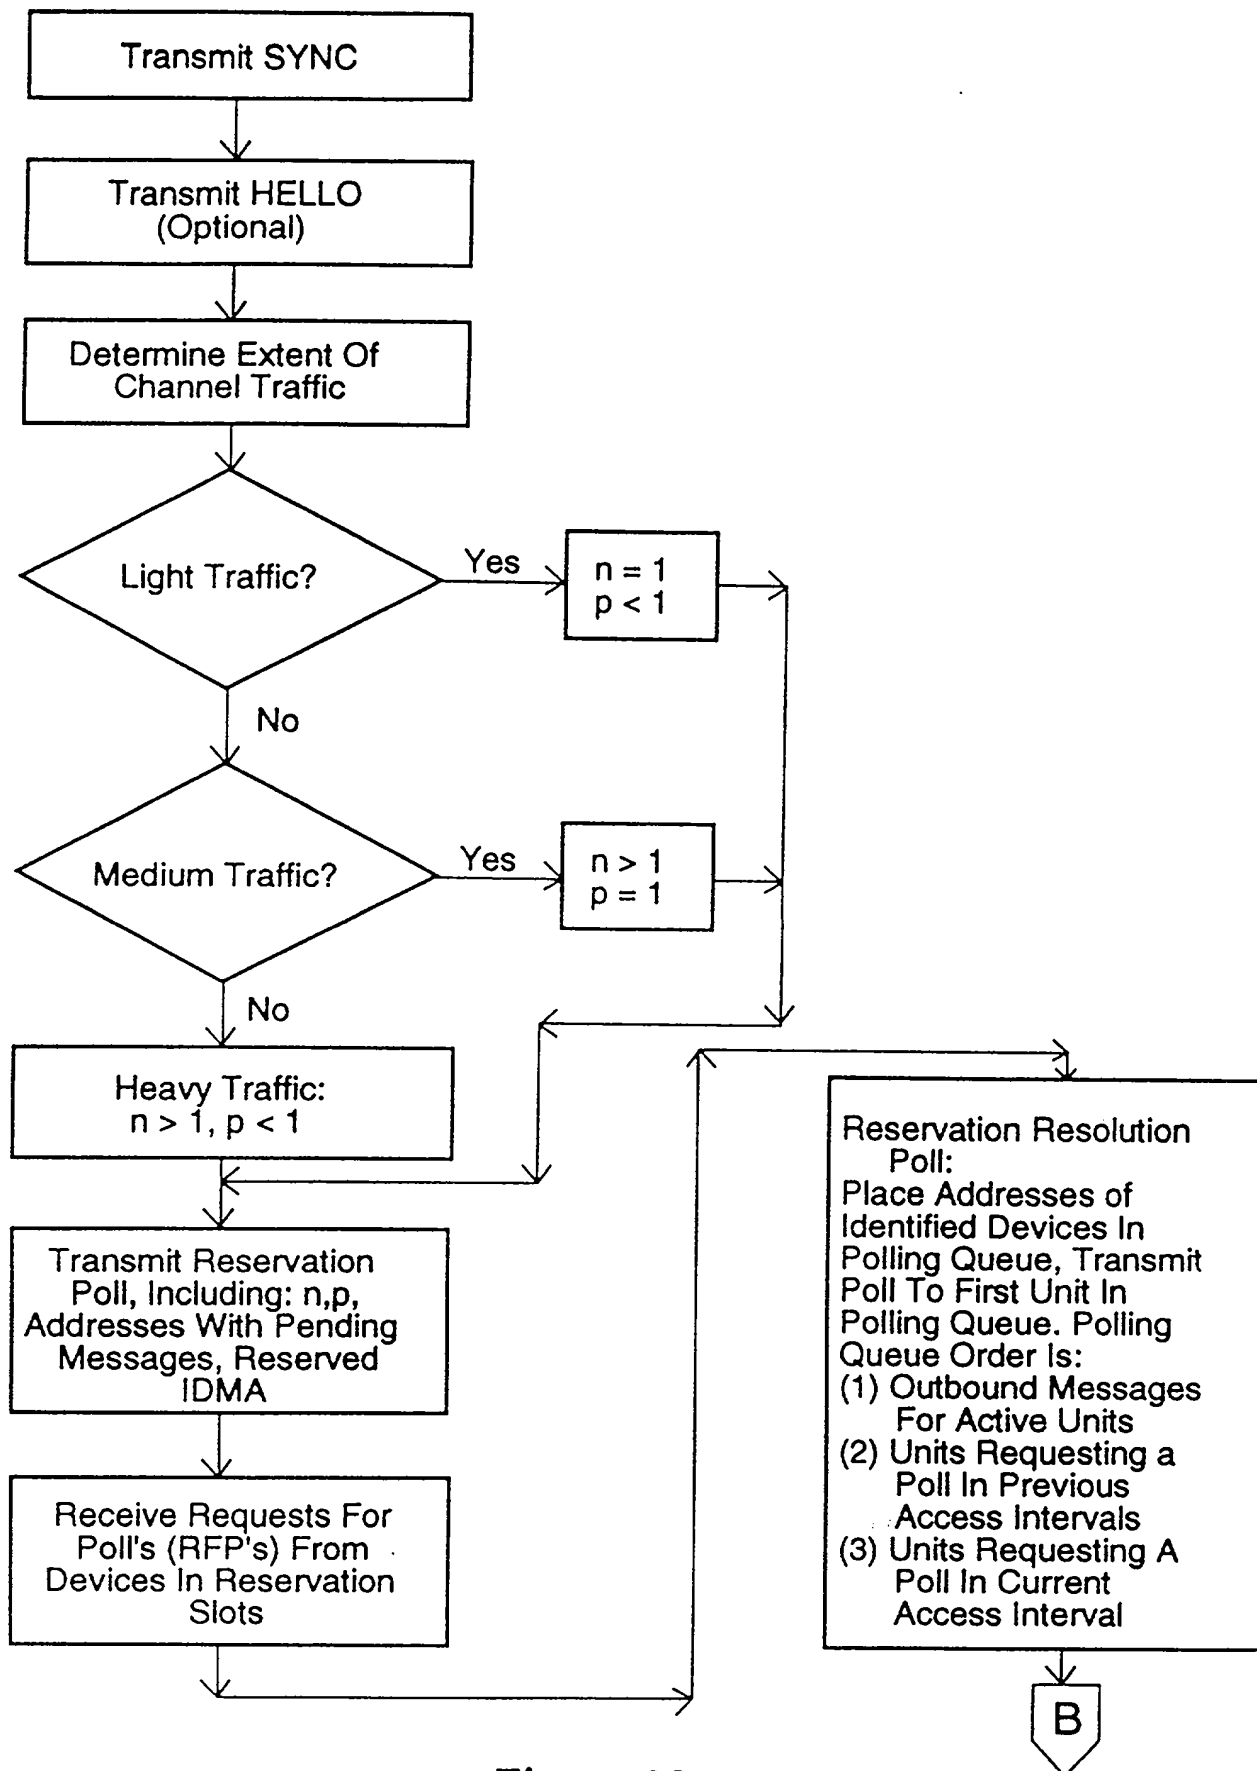 Transmit SYNC
Transmit HELLO
(Optional)
Determine Extent Of
Channel Traffic
Light Traffic?
Yes
n = 1
p < 1
No
Medium Traffic?
Yes
n > 1
p = 1
No
Heavy Traffic:
n > 1, p < 1
Transmit Reservation
Poll, Including: n,p,
Addresses With Pending
Messages, Reserved
IDMA
Receive Requests For
Poll's (RFP's) From
Devices In Reservation
Slots
Reservation Resolution
Poll:
Place Addresses of
Identified Devices In
Polling Queue, Transmit
Poll To First Unit In
Polling Queue. Polling
Queue Order Is:
(1) Outbound Messages
For Active Units
(2) Units Requesting a
Poll In Previous
Access Intervals
(3) Units Requesting A
Poll In Current
Access Interval
B